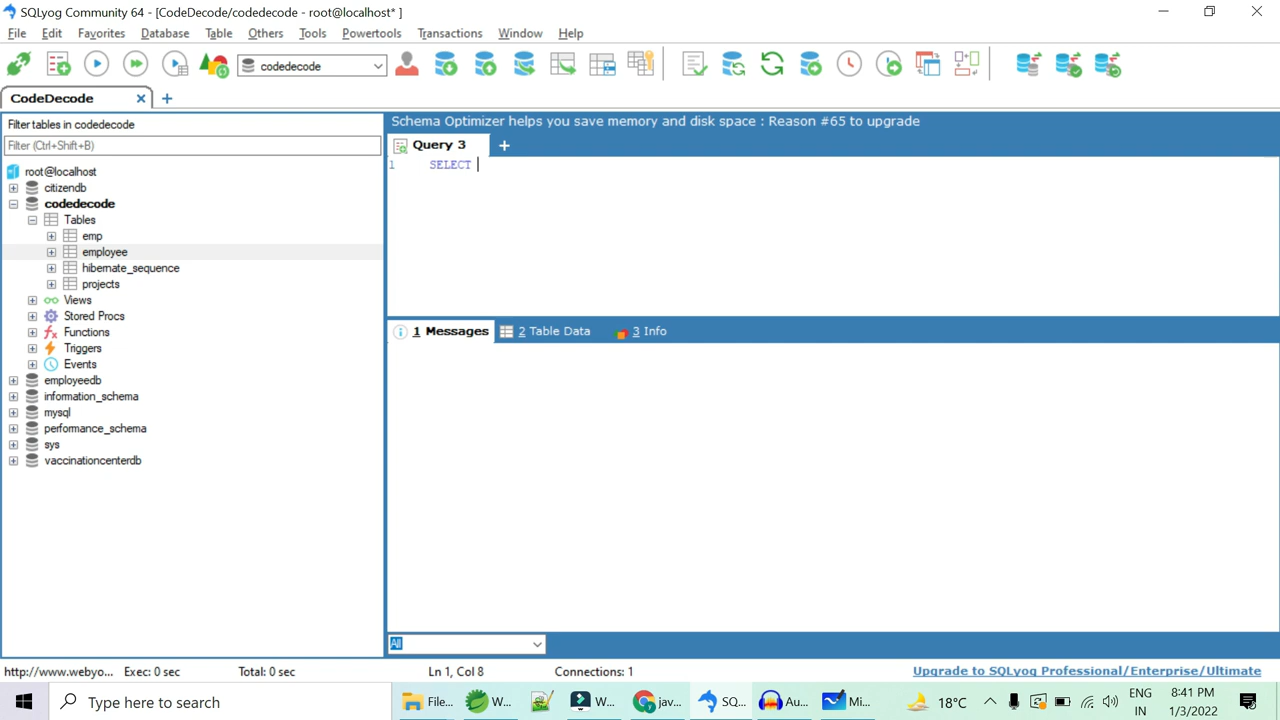 SQLyog Community 64 - [CodeDecode/codedecode - root@localhost* ]
File Edit Favorites Database Table Others Tools Powertools Transactions Window Help
codedecode
CodeDecode
Filter tables in codedecode
Filter (Ctrl+Shift+B)
root@localhost
citizendb
codedecode
Tables
emp
employee
hibernate_sequence
projects
Views
Stored Procs
Functions
Triggers
Events
employeedb
information_schema
mysql
performance_schema
sys
vaccinationcenterdb
Schema Optimizer helps you save memory and disk space : Reason #65 to upgrade
Query 3
1 SELECT
1 Messages 2 Table Data 3 Info
All
http://www.webyo... Exec: 0 sec Total: 0 sec Ln 1, Col 8 Connections: 1 Upgrade to SQLyog Professional/Enterprise/Ultimate
Type here to search File... W... W... jav... SQ... Au... Mi... 18°C ENG 8:41 PM
IN 1/3/2022